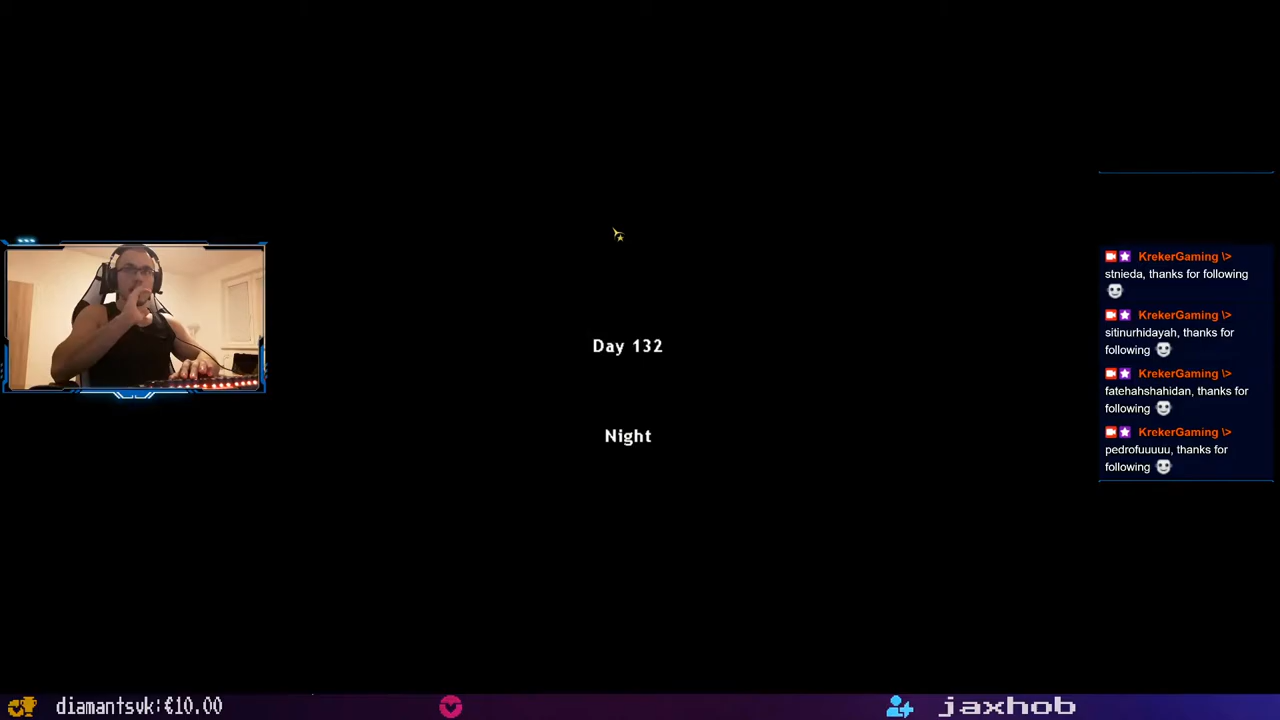 Day 132
Night
KrekerGaming \>
stnieda, thanks for following
KrekerGaming \>
sitinurhidayah, thanks for
following
KrekerGaming \>
fatehahshahidan, thanks for
following
KrekerGaming \>
pedrofuuuuu, thanks for
following
diamantsvk:€10.00
jaxhob